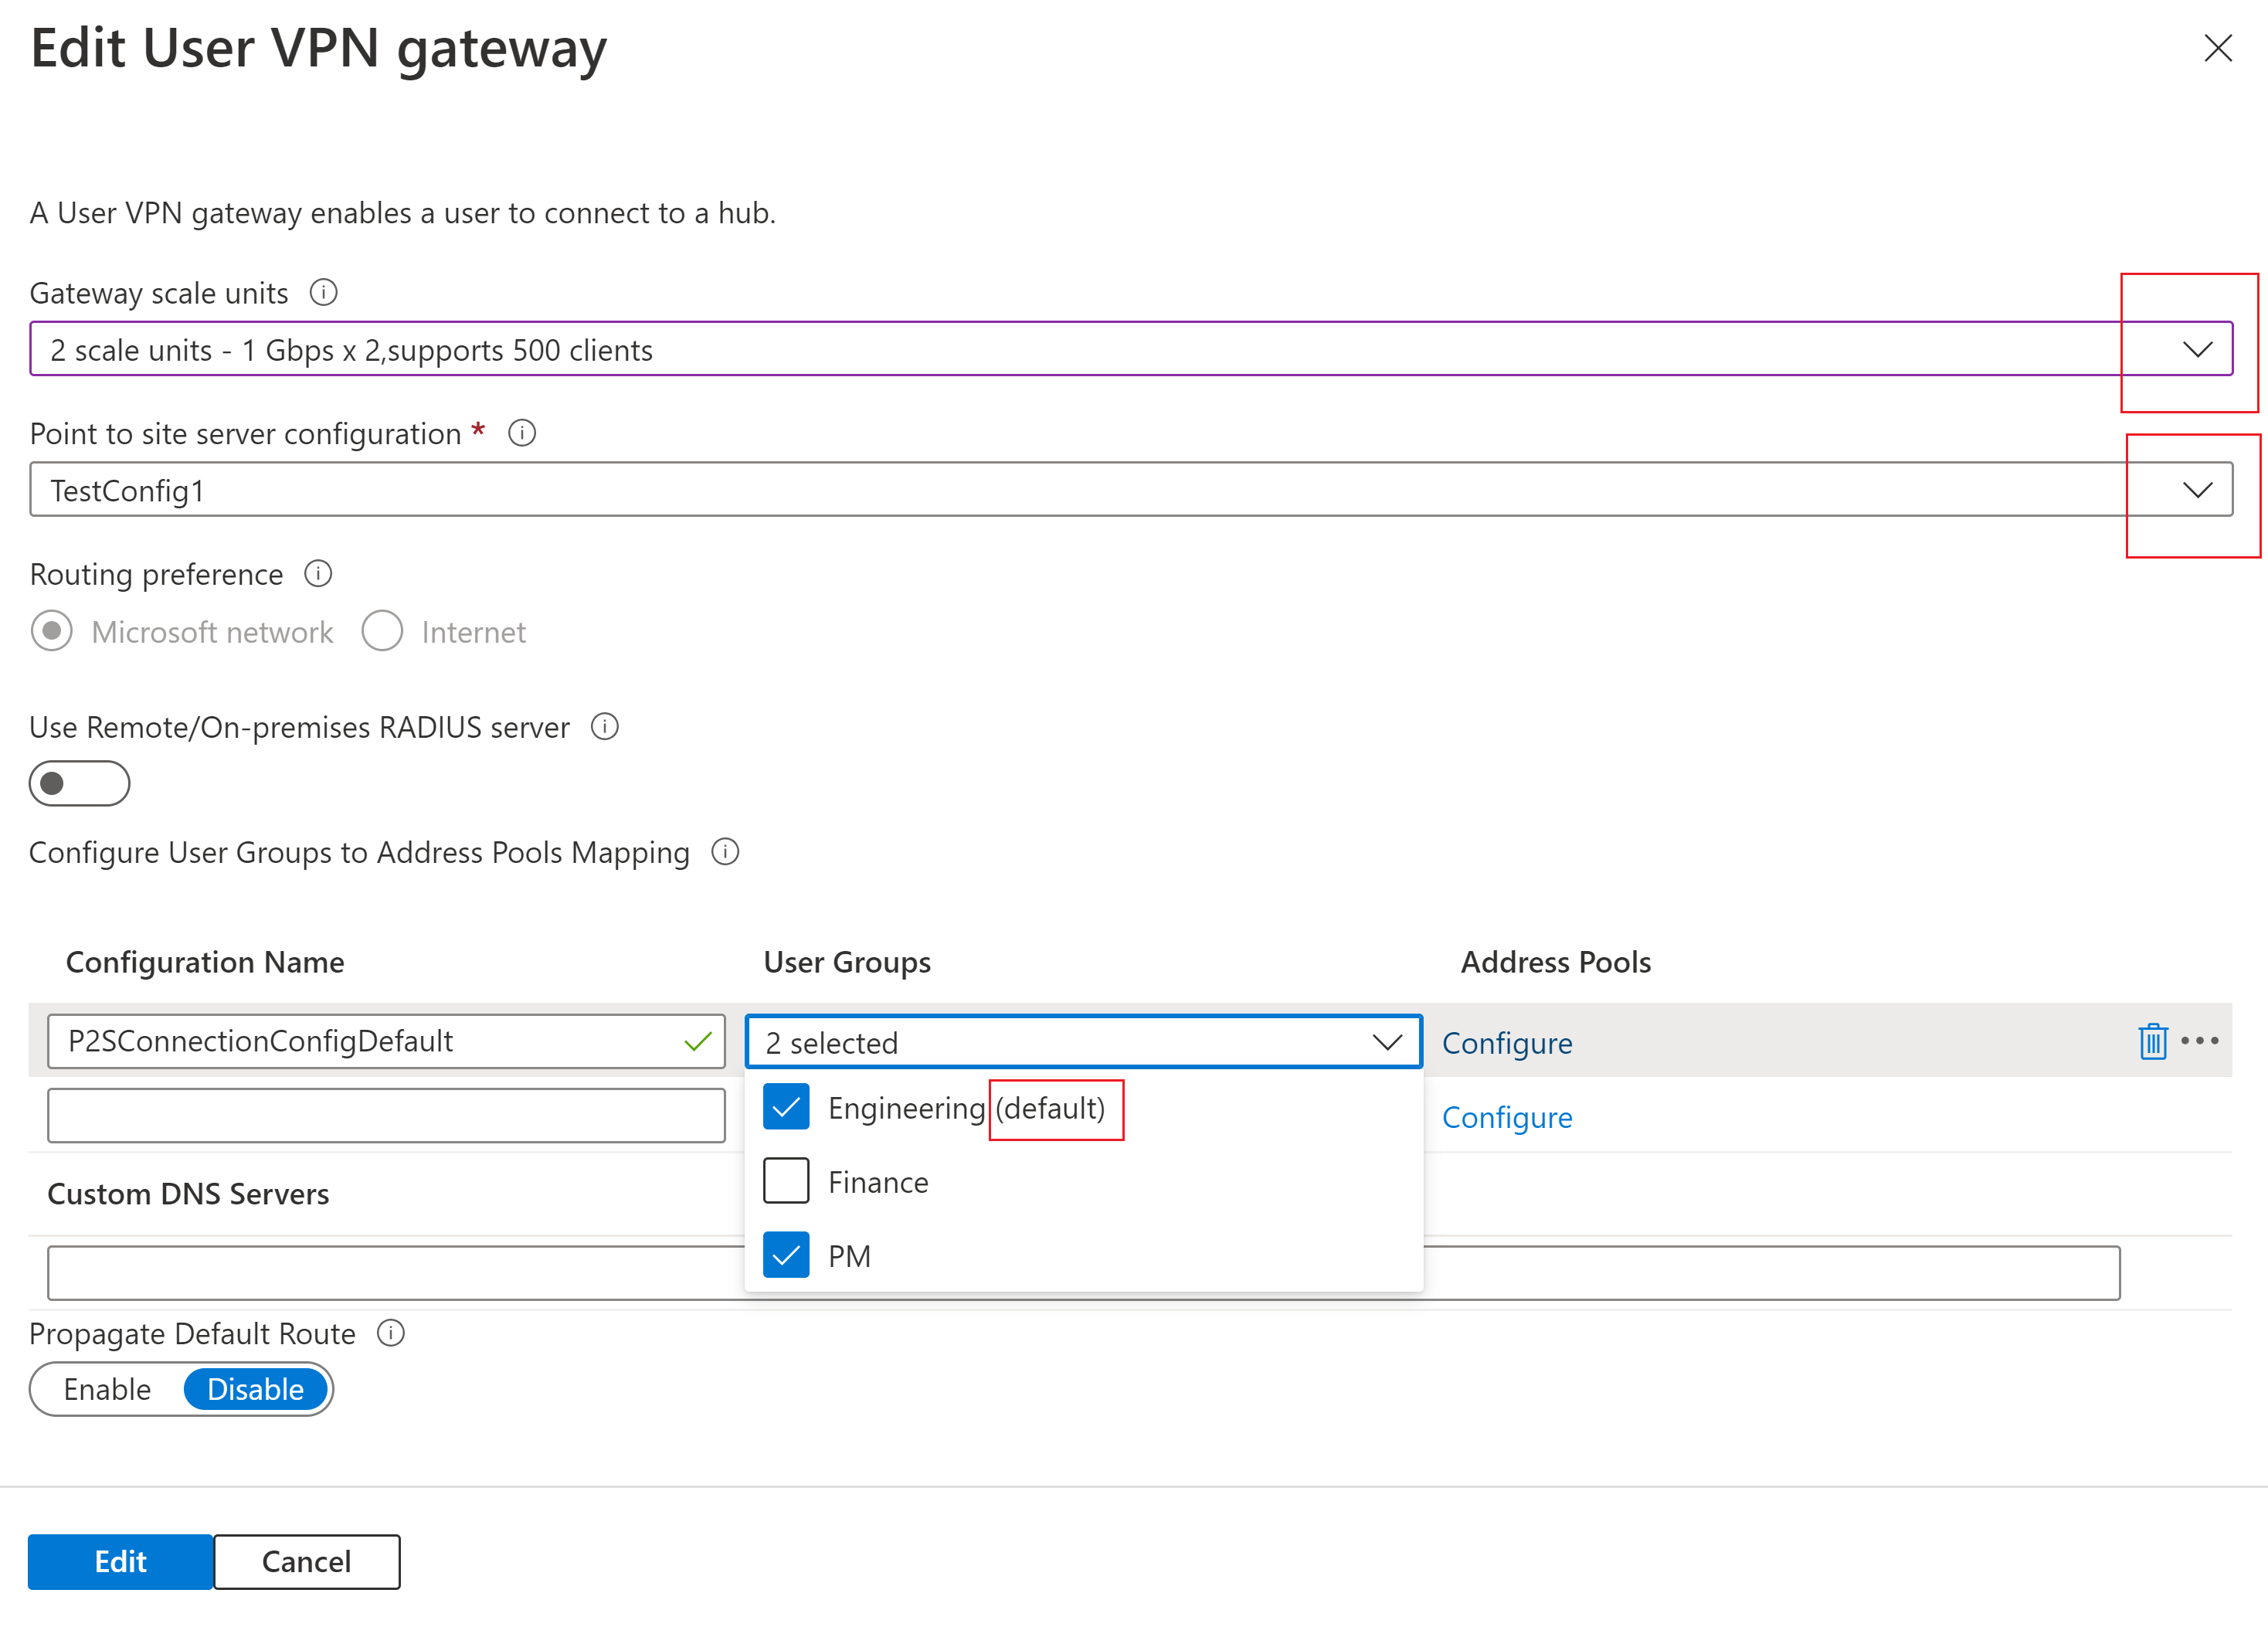 Edit User VPN gateway
A User VPN gateway enables a user to connect to a hub.
Gateway scale units
2 scale units - 1 Gbps x 2,supports 500 clients
Point to site server configuration *
TestConfig1
Routing preference
Microsoft network Internet
Use Remote/On-premises RADIUS server
Configure User Groups to Address Pools Mapping
Configuration Name User Groups Address Pools
P2SConnectionConfigDefault 2 selected Configure
Engineering (default) Configure
Finance
Custom DNS Servers
PM
Propagate Default Route
Enable Disable
Edit Cancel